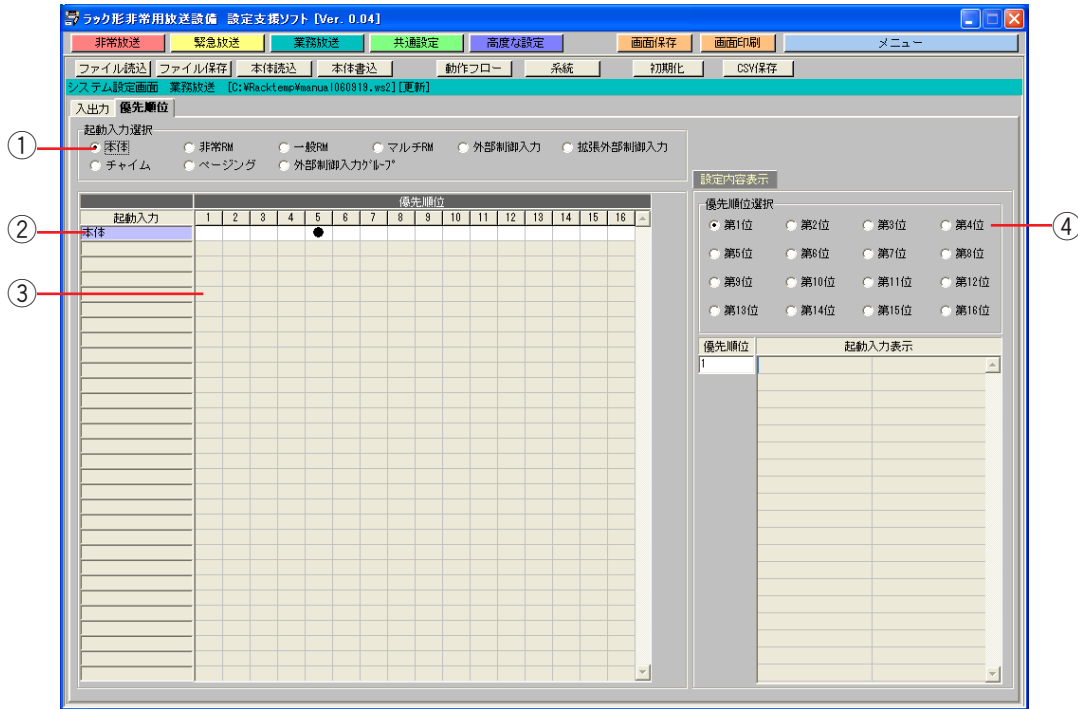 ラック形非常用放送設備 設定支援ソフト [Ver. 0.04]
非常放送 緊急放送 業務放送 共通設定 高度な設定 画面保存 画面印刷 メニュー
ファイル読込 ファイル保存 本体読込 本体書込 動作フロー 系統 初期化 CSV保存
システム設定画面 業務放送 [C:¥Racktemp¥manual060919.ws2][更新]
入出力 優先順位
起動入力選択
① 本体 非常RM 一般RM マルチRM 外部制御入力 拡張外部制御入力
チャイム ページング 外部制御入力ｸﾞﾙｰﾌﾟ
設定内容表示
優先順位
起動入力 1 2 3 4 5 6 7 8 9 10 11 12 13 14 15 16
② 本体 ●
③
優先順位選択
第1位 第2位 第3位 第4位 ④
第5位 第6位 第7位 第8位
第9位 第10位 第11位 第12位
第13位 第14位 第15位 第16位
優先順位 起動入力表示
1